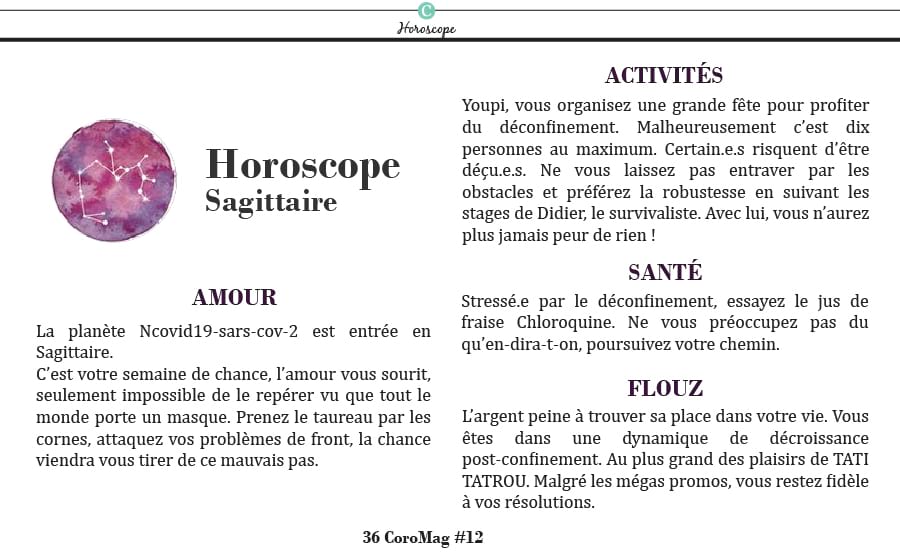 C
Horoscope
Horoscope
Sagittaire
AMOUR
La planète Ncovid19-sars-cov-2 est entrée en
Sagittaire.
C'est votre semaine de chance, l'amour vous sourit,
seulement impossible de le repérer vu que tout le
monde porte un masque. Prenez le taureau par les
cornes, attaquez vos problèmes de front, la chance
viendra vous tirer de ce mauvais pas.
ACTIVITÉS
Youpi, vous organisez une grande fête pour profiter
du déconfinement. Malheureusement c'est dix
personnes au maximum. Certain.e.s risquent d'être
déçu.e.s. Ne vous laissez pas entraver par les
obstacles et préférez la robustesse en suivant les
stages de Didier, le survivaliste. Avec lui, vous n'aurez
plus jamais peur de rien !
SANTÉ
Stressé.e par le déconfinement, essayez le jus de
fraise Chloroquine. Ne vous préoccupez pas du
qu'en-dira-t-on, poursuivez votre chemin.
FLOUZ
L'argent peine à trouver sa place dans votre vie. Vous
êtes dans une dynamique de décroissance
post-confinement. Au plus grand des plaisirs de TATI
TATROU. Malgré les mégas promos, vous restez fidèle
à vos résolutions.
36 CoroMag #12